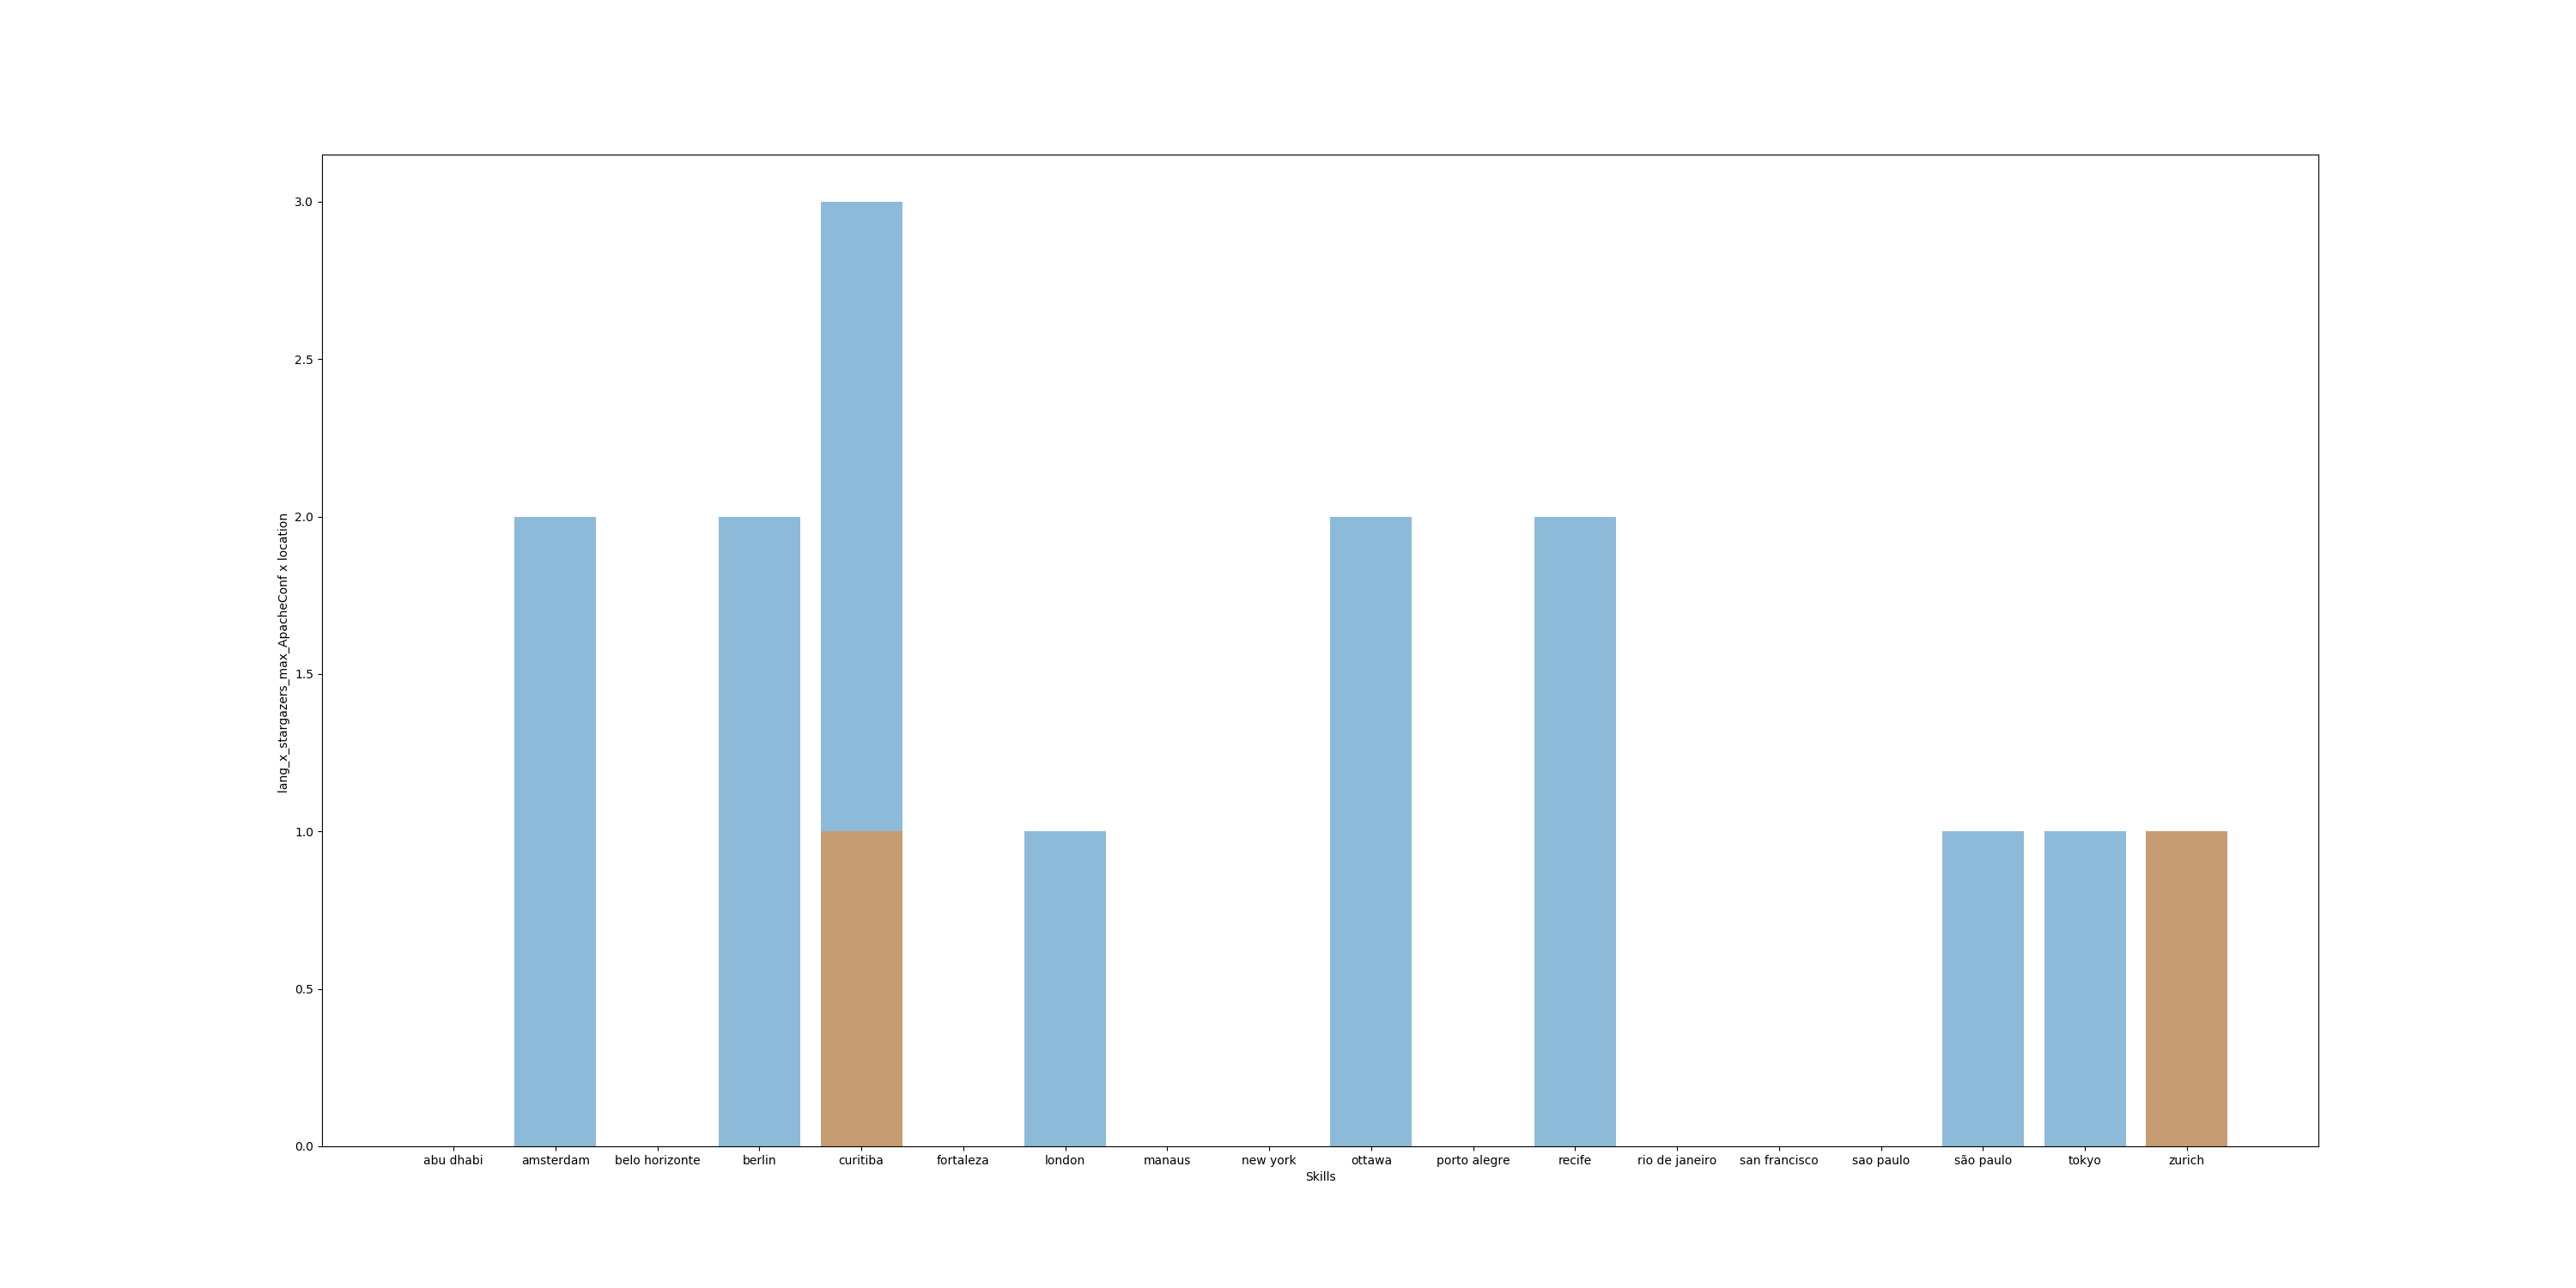 3.0
2.5
2.0
1.5
1.0
0.5
0.0
lang_x_stargazers_max_ApacheConf x location
abu dhabi amsterdam belo horizonte berlin curitiba fortaleza london manaus new york ottawa porto alegre recife rio de janeiro san francisco sao paulo são paulo tokyo zurich
Skills